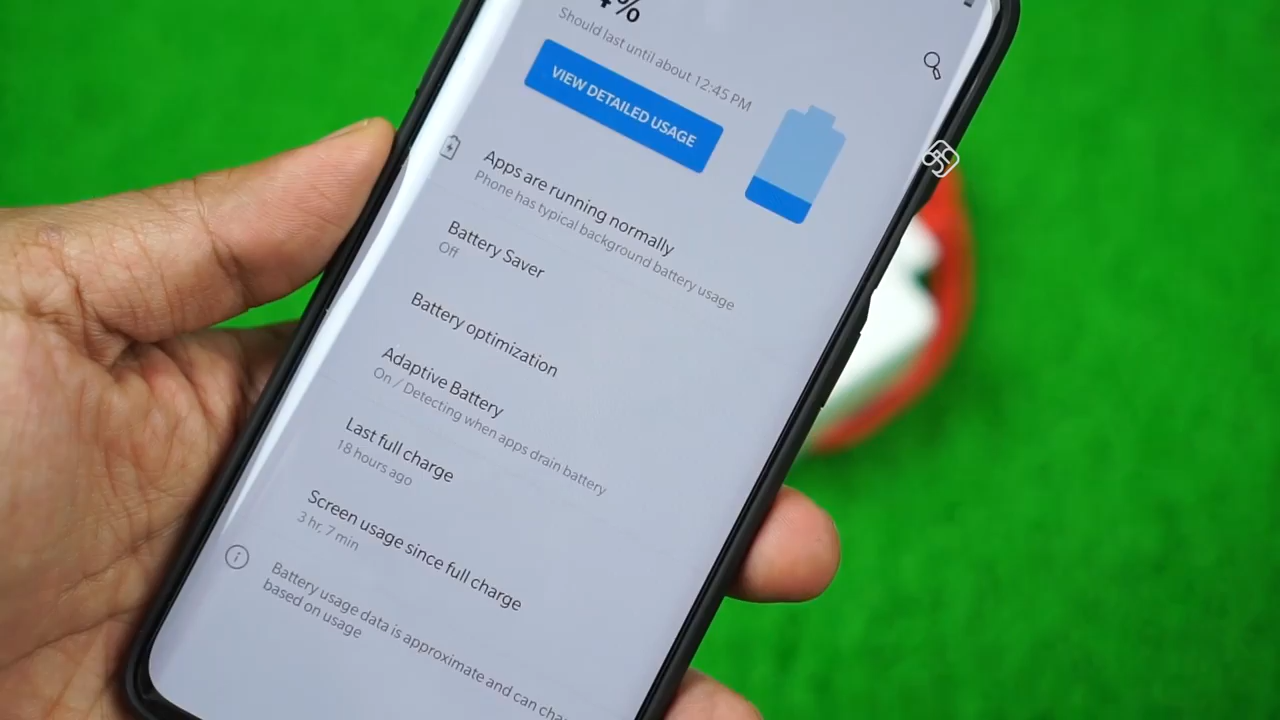 4%
Should last until about 12:45 PM
VIEW DETAILED USAGE
Apps are running normally
Phone has typical background battery usage
Battery Saver
Off
Battery optimization
Adaptive Battery
On / Detecting when apps drain battery
Last full charge
18 hours ago
Screen usage since full charge
3 hr, 7 min
Battery usage data is approximate and can cha
based on usage